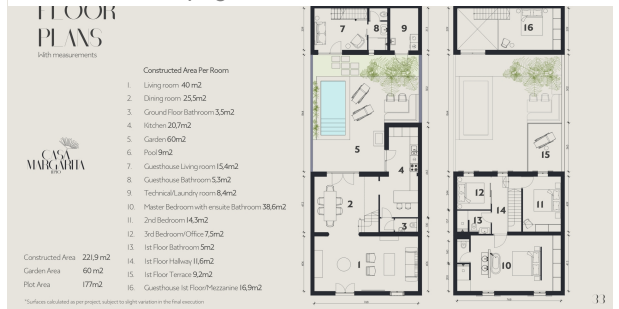 FLOOR
PLANS
with measurements
Constructed Area Per Room
1. Living room 40 m2
2. Dining room 25,5m2
3. Ground Floor Bathroom 3,5m2
4. Kitchen 20,7m2
5. Garden 60m2
6. Pool 9m2
7. Guesthouse Living room 15,4m2
8. Guesthouse Bathroom 5,3m2
9. Technical/Laundry room 8,4m2
10. Master Bedroom with ensuite Bathroom 38,6m2
11. 2nd Bedroom 14,3m2
12. 3rd Bedroom/Office 7,5m2
13. 1st Floor Bathroom 5m2
14. 1st Floor Hallway 11,6m2
15. 1st Floor Terrace 9,2m2
16. Guesthouse 1st Floor/Mezzanine 16,9m2
CASA
MARGARITA
Constructed Area 221,9 m2
Garden Area 60 m2
Plot Area 177m2
*Surfaces calculated as per project, subject to slight variation in the final execution
7
8
9
6
5
4
2
3
1
16
15
12
14
11
13
10
33